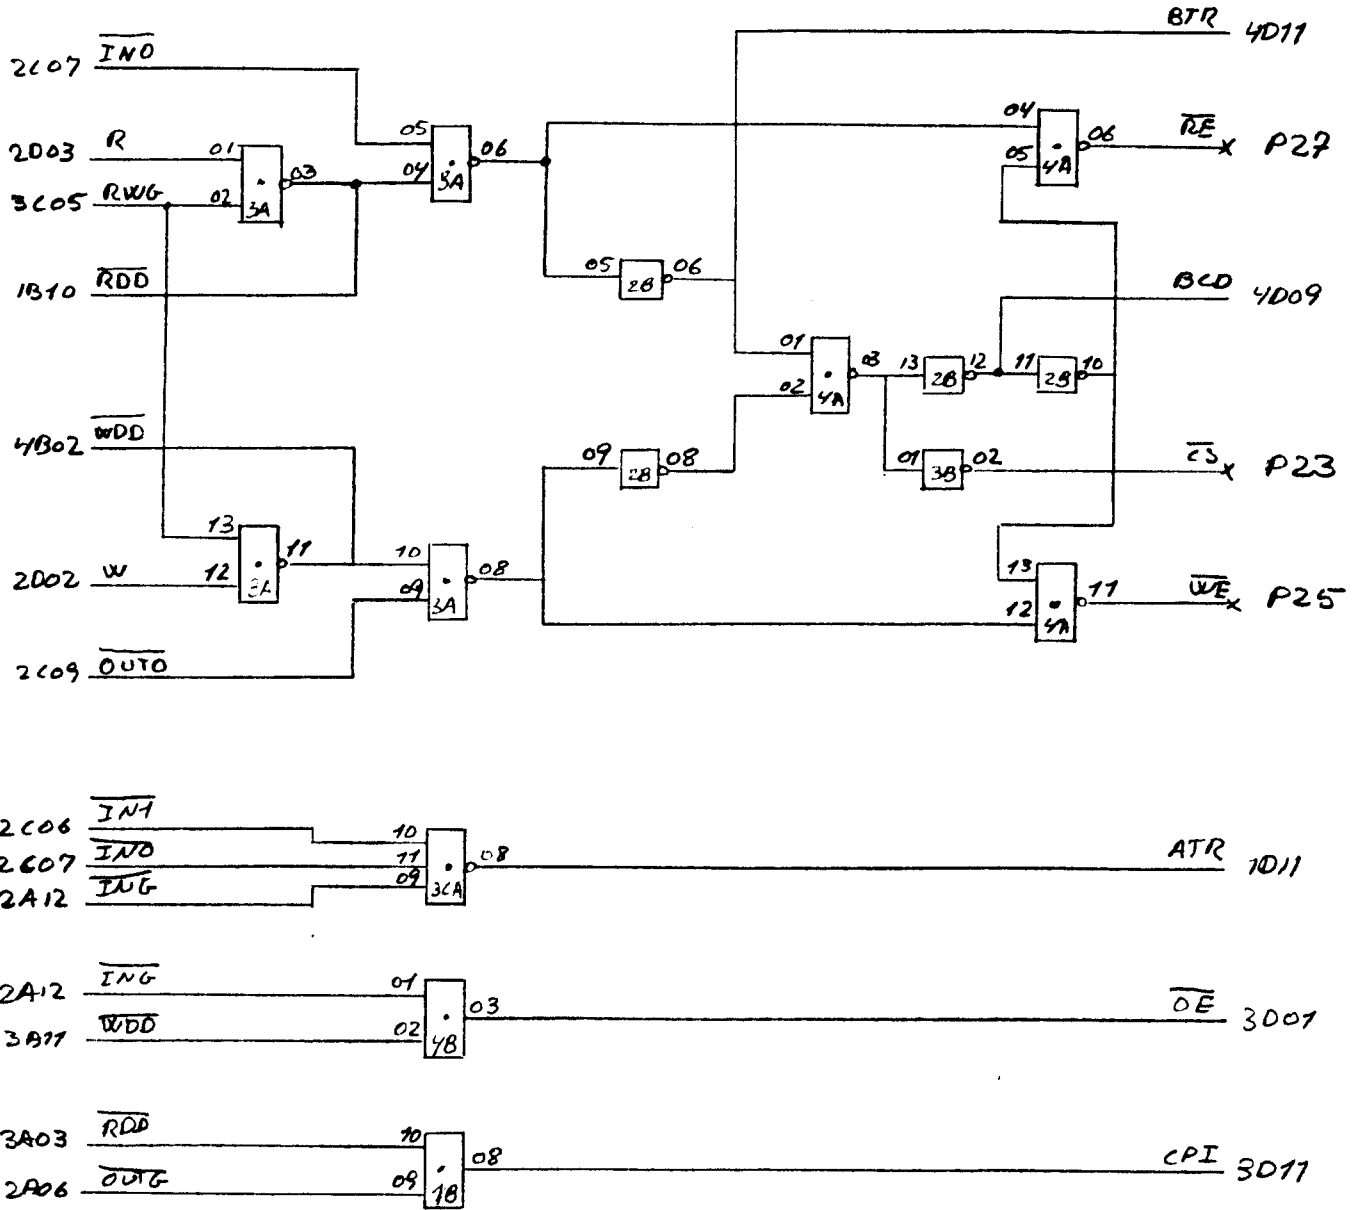 BTR 4D11
2C07 INO
04 06 RE P27
05 06
2D03 R 01 03 04 05 4A
3A
3C05 RWG 02 3A
05 2B 06
1B10 RDD
BCD 4D09
01 03 13 2B 12 11 2B 10
02 4A
4B02 WDD
09 2B 08 01 3B 02 CS P23
13 11 10 08 13
2D02 W 12 09 3A 11 WE P25
12 4A
2C09 OUTO
2C06 IN1 10
2C07 INO 11 08 ATR 1D11
2A12 ING 09 3CA
2A12 ING 01 03 OE 3D01
3A11 WDD 02 4B
3A03 RDD 10 08 CPI 3D11
2A06 OUTG 09 1B